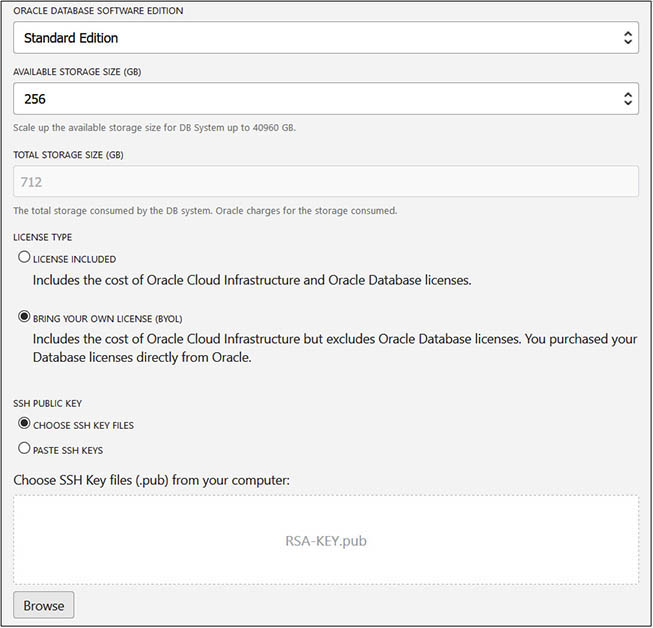 ORACLE DATABASE SOFTWARE EDITION
Standard Edition
AVAILABLE STORAGE SIZE (GB)
256
Scale up the available storage size for DB System up to 40960 GB.
TOTAL STORAGE SIZE (GB)
712
The total storage consumed by the DB system. Oracle charges for the storage consumed.
LICENSE TYPE
LICENSE INCLUDED
Includes the cost of Oracle Cloud Infrastructure and Oracle Database licenses.
BRING YOUR OWN LICENSE (BYOL)
Includes the cost of Oracle Cloud Infrastructure but excludes Oracle Database licenses. You purchased your
Database licenses directly from Oracle.
SSH PUBLIC KEY
CHOOSE SSH KEY FILES
PASTE SSH KEYS
Choose SSH Key files (.pub) from your computer:
RSA-KEY.pub
Browse